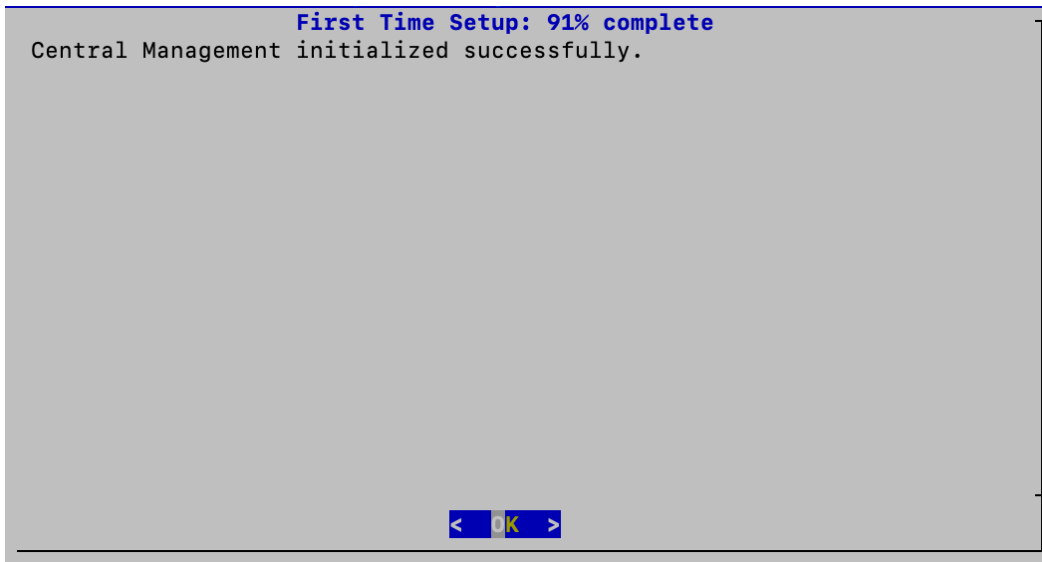 First Time Setup: 91% complete
Central Management initialized successfully.
< OK >